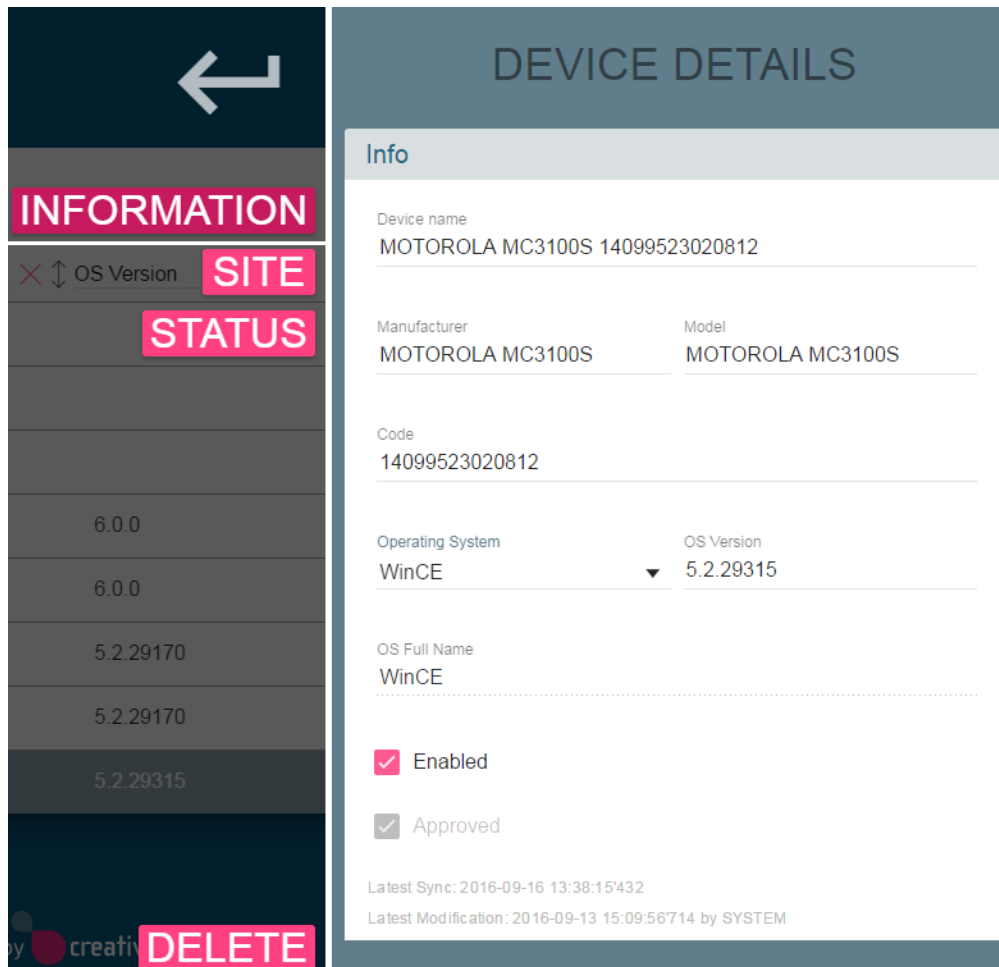 INFORMATION
OS Version
SITE
STATUS
6.0.0
6.0.0
5.2.29170
5.2.29170
5.2.29315
DELETE
DEVICE DETAILS
Info
Device name
MOTOROLA MC3100S 14099523020812
Manufacturer
Model
MOTOROLA MC3100S
MOTOROLA MC3100S
Code
14099523020812
Operating System
OS Version
WinCE
5.2.29315
OS Full Name
WinCE
Enabled
Approved
Latest Sync: 2016-09-16 13:38:15'432
Latest Modification: 2016-09-13 15:09:56'714 by SYSTEM